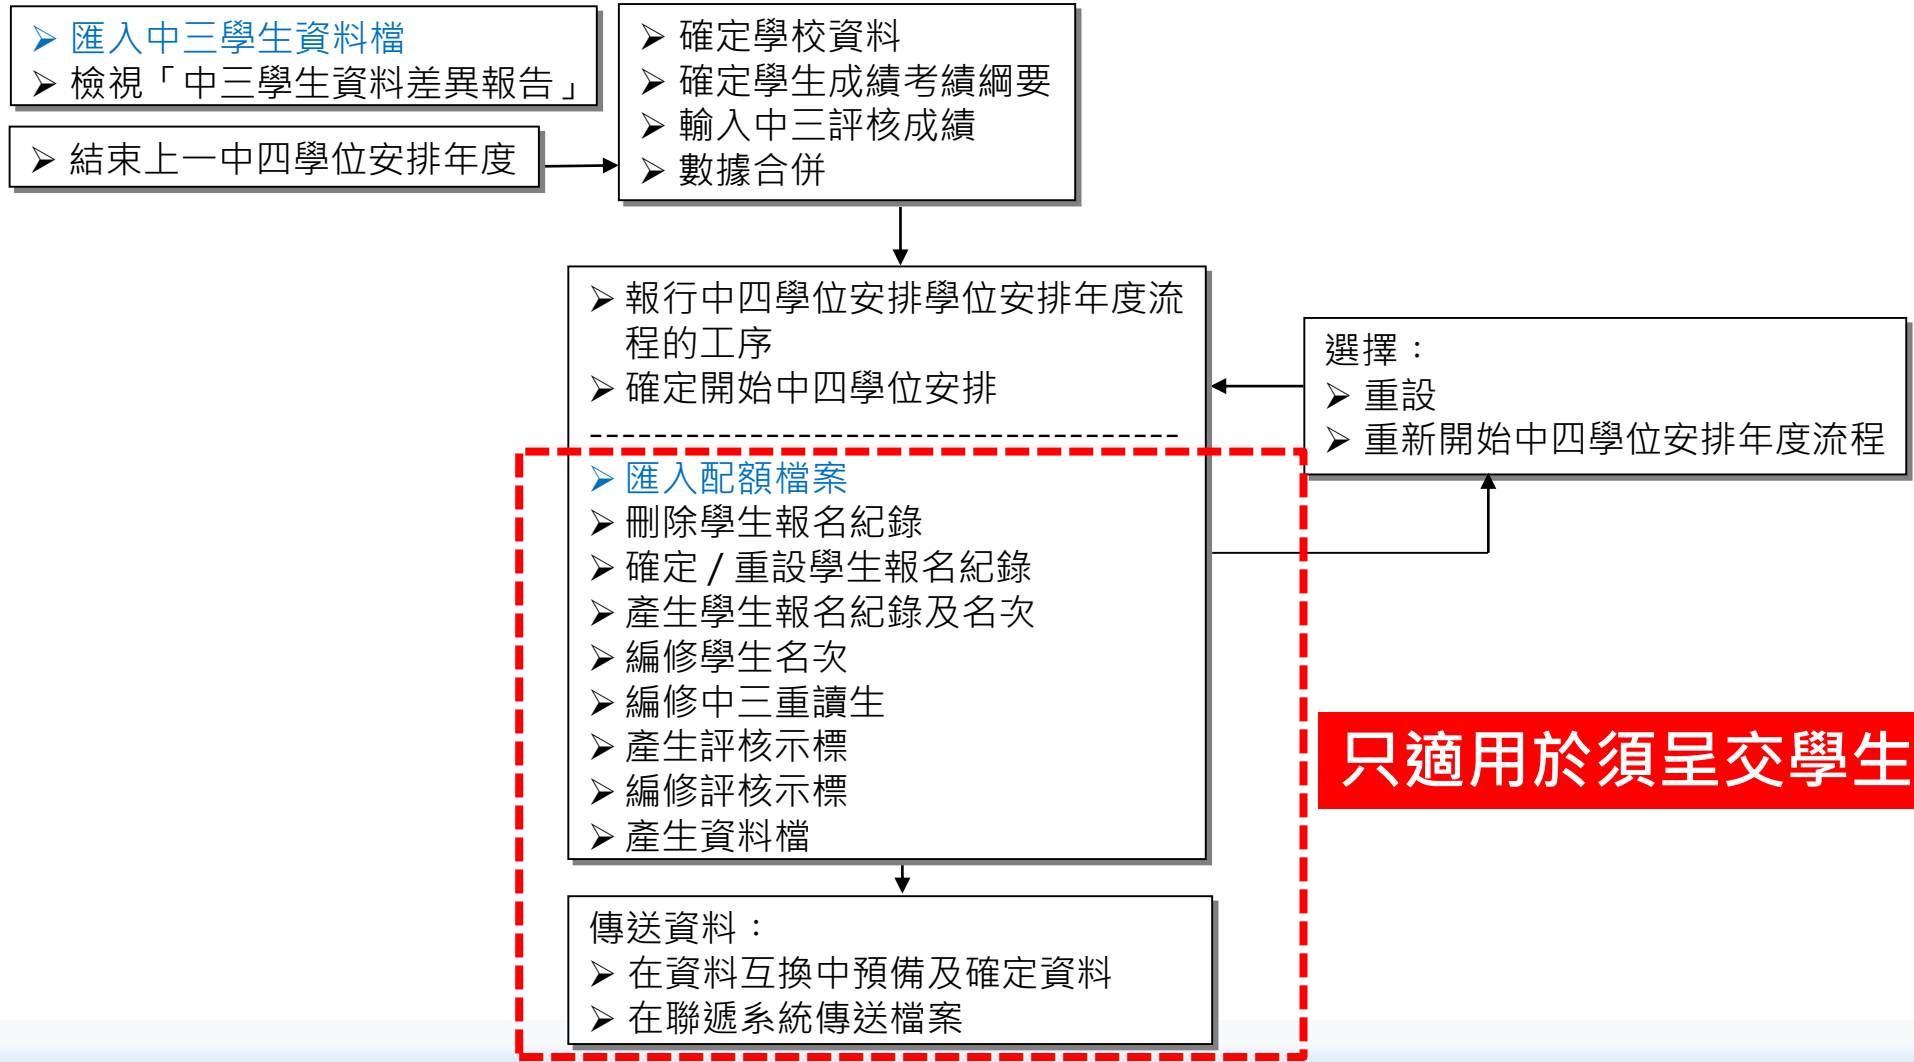 ➢ 匯入中三學生資料檔
➢ 檢視「中三學生資料差異報告」
➢ 結束上一中四學位安排年度
➢ 確定學校資料
➢ 確定學生成績考績綱要
➢ 輸入中三評核成績
➢ 數據合併
➢ 報行中四學位安排學位安排年度流
程的工序
➢ 確定開始中四學位安排
-------------------------------------
➢ 匯入配額檔案
➢ 刪除學生報名紀錄
➢ 確定 / 重設學生報名紀錄
➢ 產生學生報名紀錄及名次
➢ 編修學生名次
➢ 編修中三重讀生
➢ 產生評核示標
➢ 編修評核示標
➢ 產生資料檔
選擇：
➢ 重設
➢ 重新開始中四學位安排年度流程
只適用於須呈交學生
傳送資料：
➢ 在資料互換中預備及確定資料
➢ 在聯遞系統傳送檔案